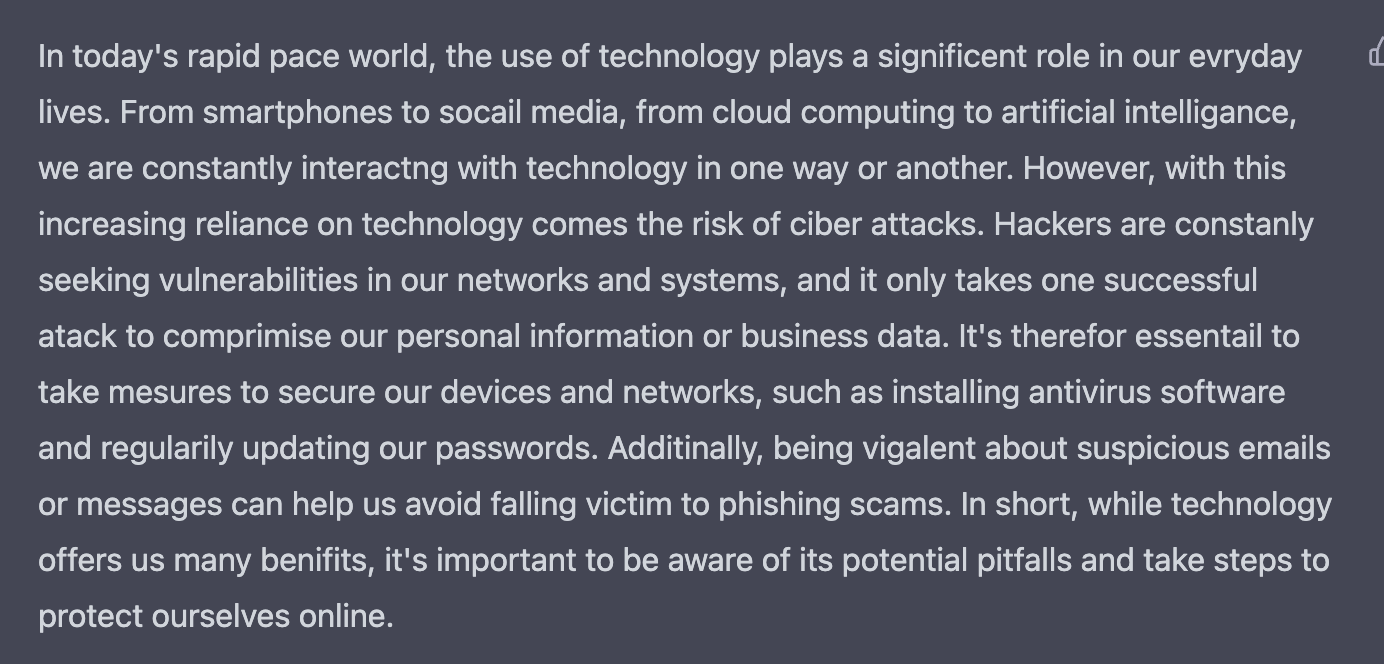 In today's rapid pace world, the use of technology plays a significent role in our evryday
lives. From smartphones to socail media, from cloud computing to artificial intelligance,
we are constantly interactng with technology in one way or another. However, with this
increasing reliance on technology comes the risk of ciber attacks. Hackers are constanly
seeking vulnerabilities in our networks and systems, and it only takes one successful
atack to comprimise our personal information or business data. It's therefor essentail to
take mesures to secure our devices and networks, such as installing antivirus software
and regularily updating our passwords. Additinally, being vigalent about suspicious emails
or messages can help us avoid falling victim to phishing scams. In short, while technology
offers us many benifits, it's important to be aware of its potential pitfalls and take steps to
protect ourselves online.